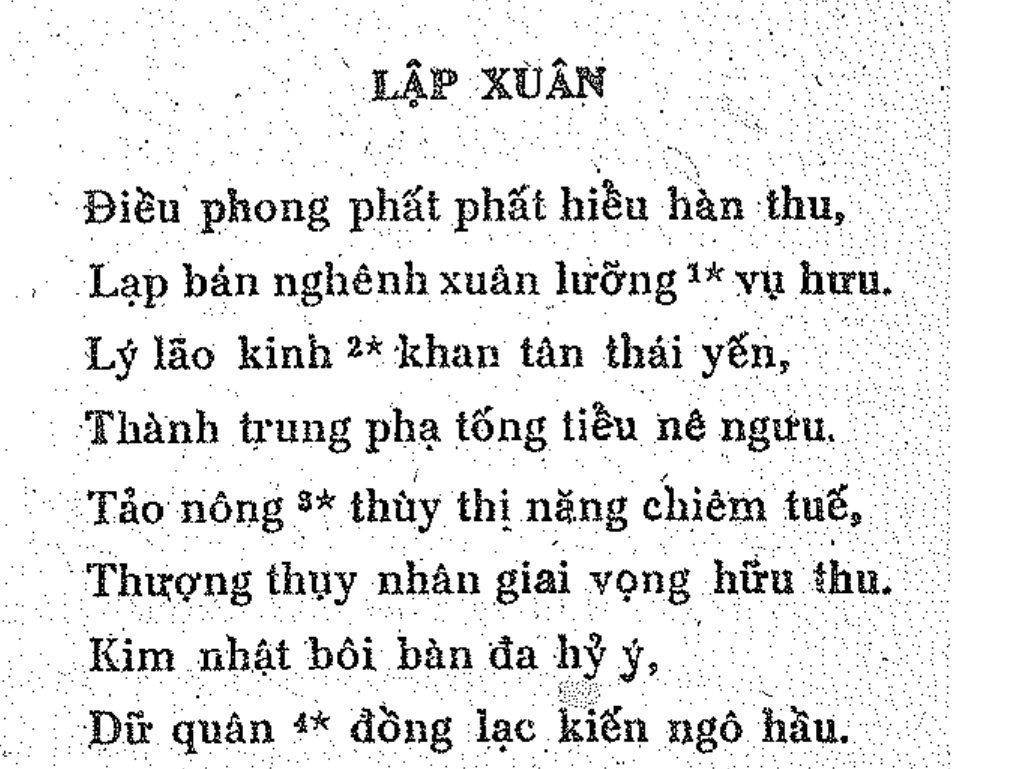 LẬP XUÂN
Điều phong phất phất hiểu hàn thu,
Lạp bán nghênh xuân lưỡng ¹* vụ hưu.
Lý lão kinh ²* khan tân thái yến,
Thành trung phạ tống tiểu nê ngưu.
Tảo nông ³* thùy thị năng chiêm tuế,
Thượng thụy nhân giai vọng hữu thu.
Kim nhật bôi bàn đa hỷ ý,
Dữ quân ⁴* đồng lạc kiến ngô hầu.